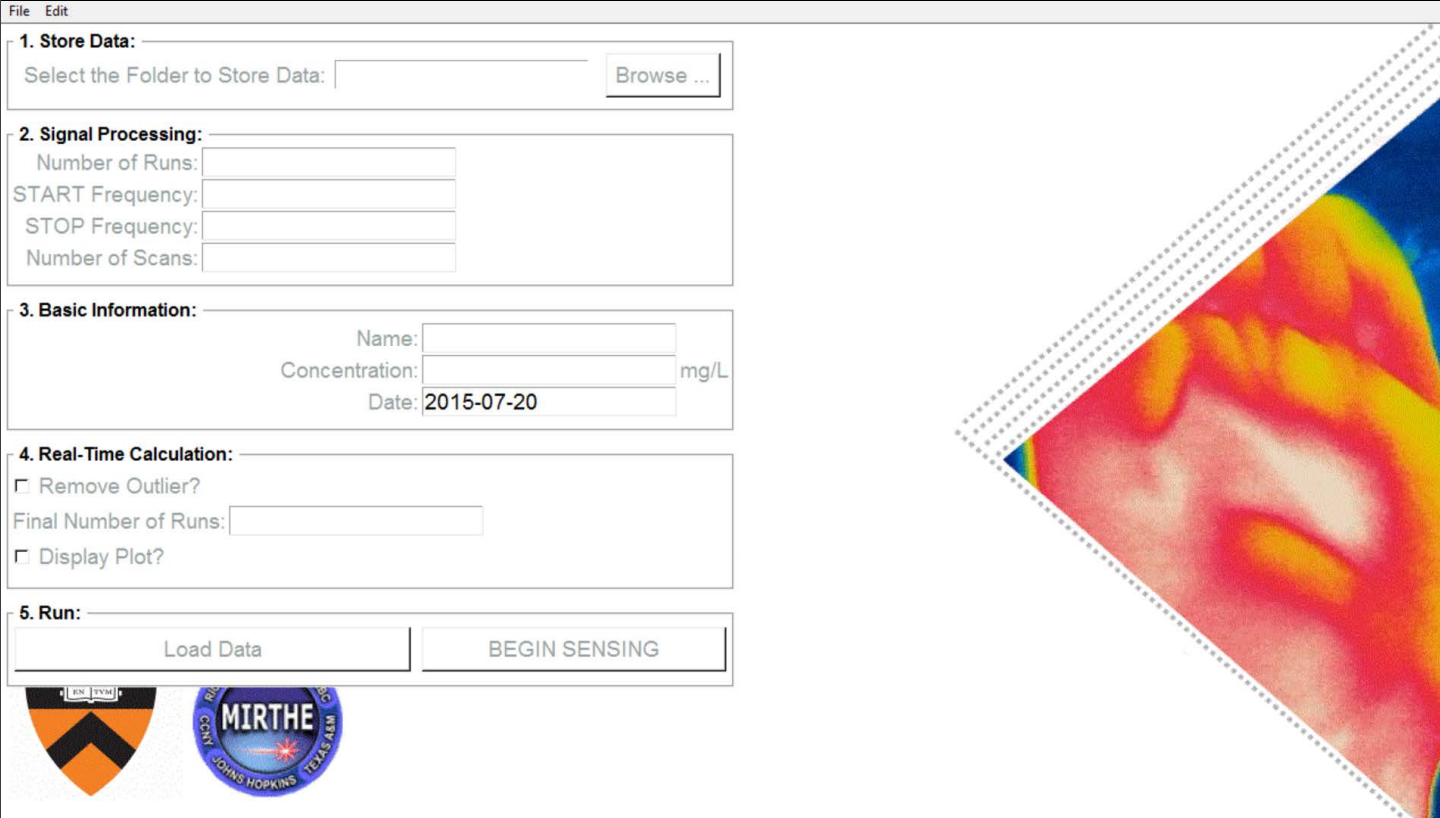 File Edit
1. Store Data:
Select the Folder to Store Data:
Browse ...
2. Signal Processing:
Number of Runs:
START Frequency:
STOP Frequency:
Number of Scans:
3. Basic Information:
Name:
Concentration: mg/L
Date: 2015-07-20
4. Real-Time Calculation:
Remove Outlier?
Final Number of Runs:
Display Plot?
5. Run:
Load Data
BEGIN SENSING
EN TVM
MIRTHE
CCNY
JOHNS HOPKINS
TEXAS A&M